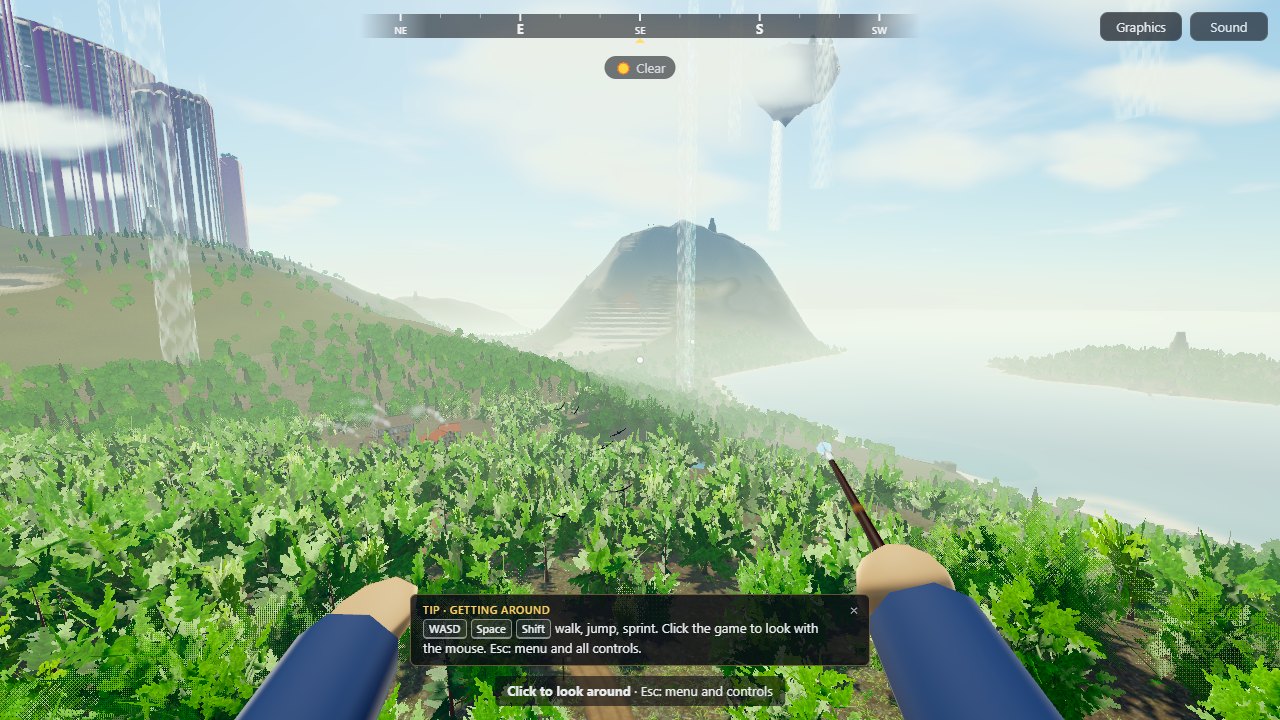 NE E SE S SW
Graphics Sound
Clear
TIP · GETTING AROUND
WASD Space Shift walk, jump, sprint. Click the game to look with
the mouse. Esc: menu and all controls.
Click to look around · Esc: menu and controls